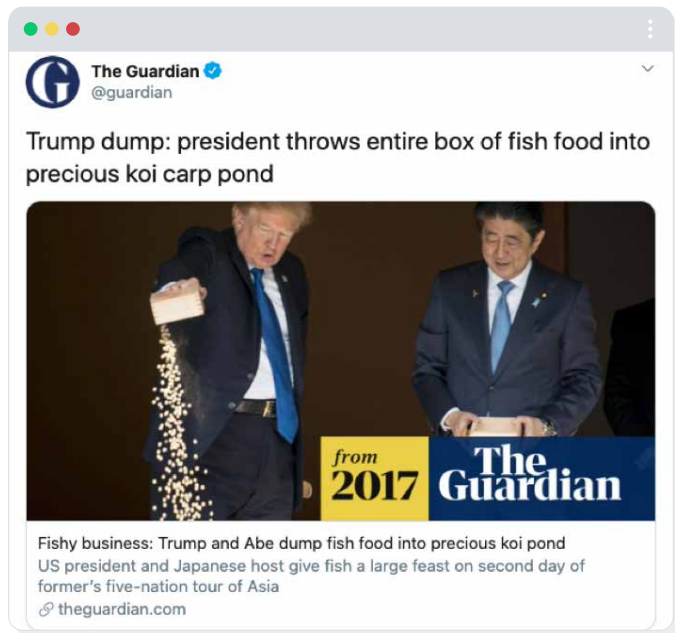 The Guardian
@guardian
Trump dump: president throws entire box of fish food into
precious koi carp pond
from
2017
The
Guardian
Fishy business: Trump and Abe dump fish food into precious koi pond
US president and Japanese host give fish a large feast on second day of
former's five-nation tour of Asia
theguardian.com